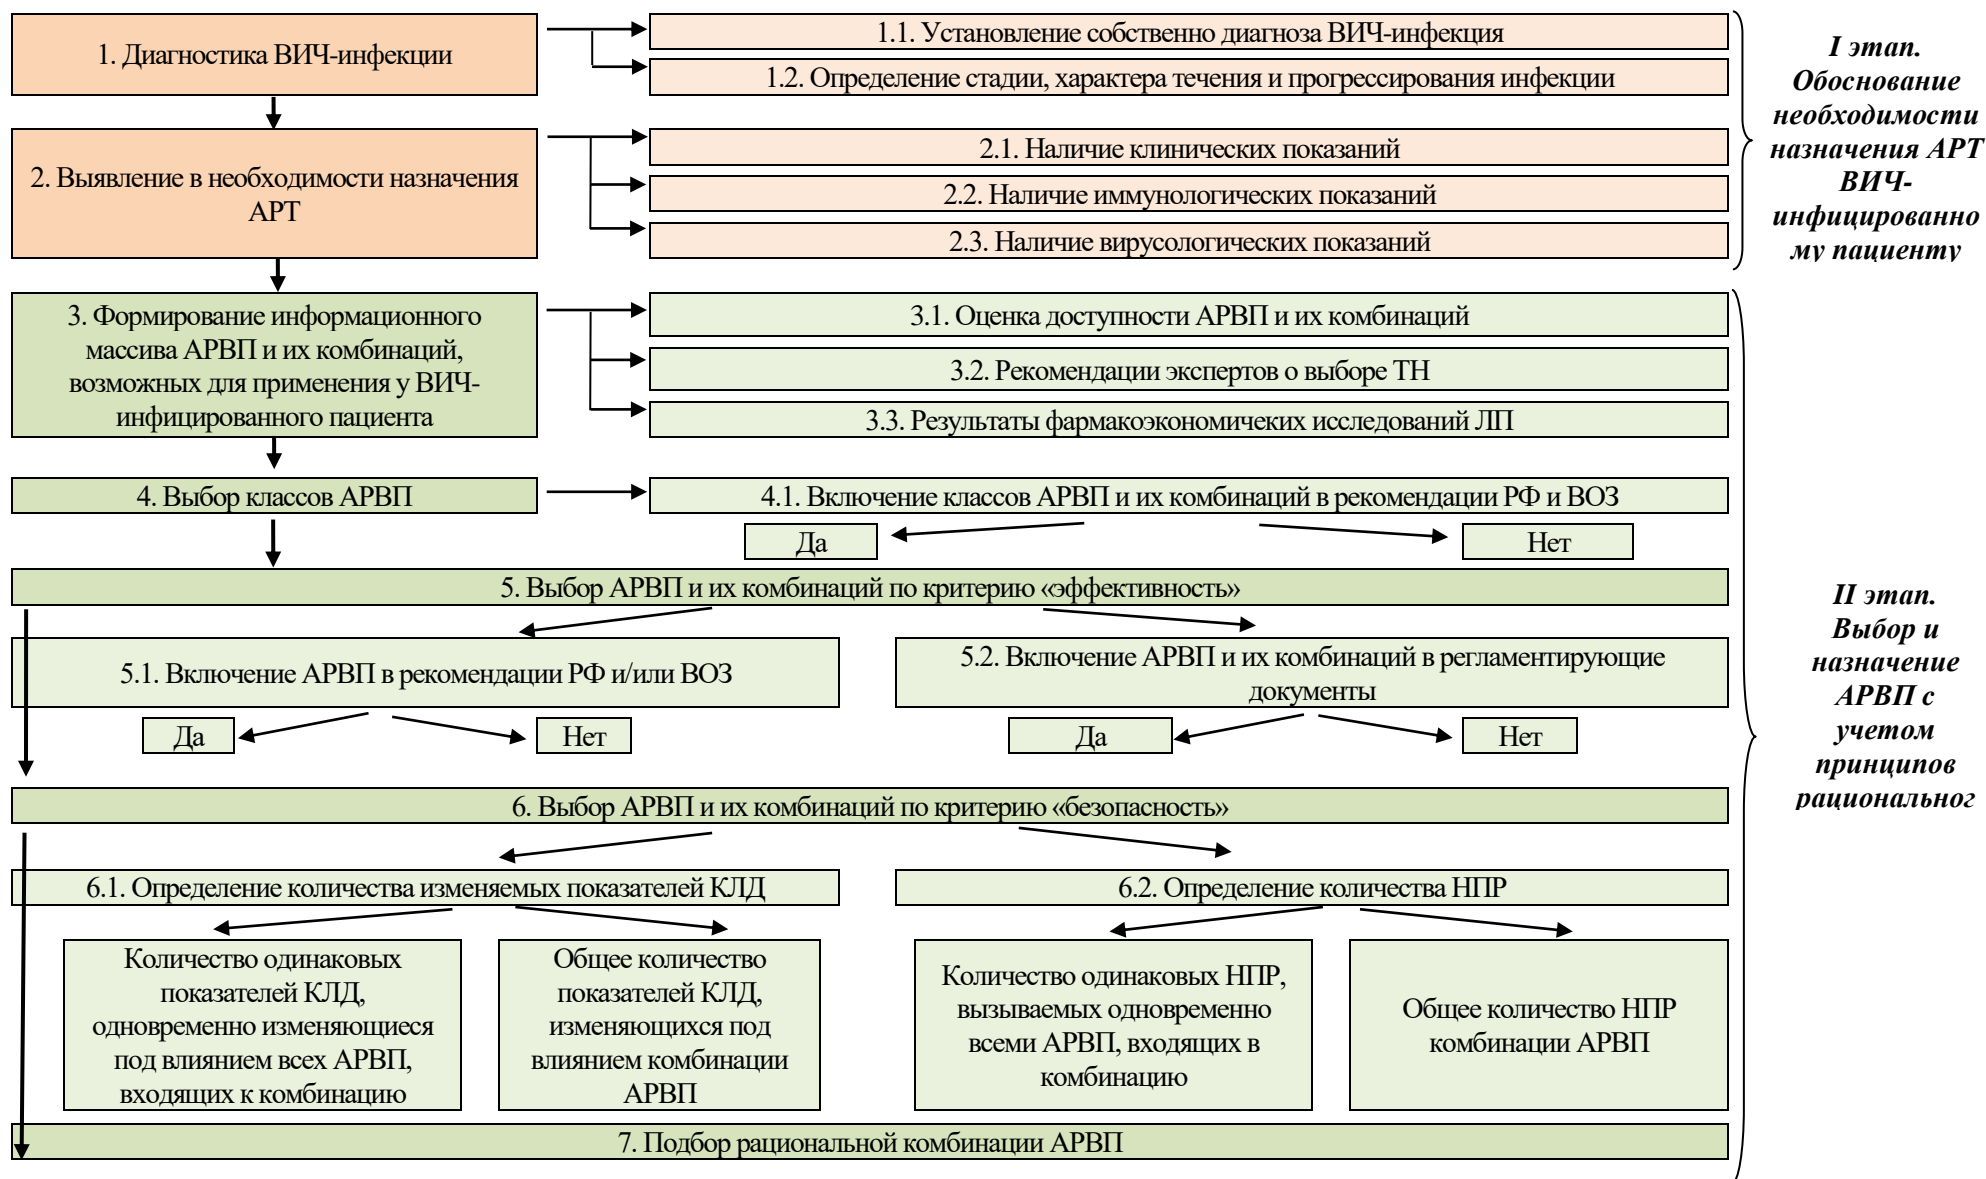 1. Диагностика ВИЧ-инфекции
1.1. Установление собственно диагноза ВИЧ-инфекция
1.2. Определение стадии, характера течения и прогрессирования инфекции
I этап.
Обоснование
необходимости
назначения АРТ
ВИЧ-
инфицированно
му пациенту
2. Выявление в необходимости назначения
АРТ
2.1. Наличие клинических показаний
2.2. Наличие иммунологических показаний
2.3. Наличие вирусологических показаний
3. Формирование информационного
массива АРВП и их комбинаций,
возможных для применения у ВИЧ-
инфицированного пациента
3.1. Оценка доступности АРВП и их комбинаций
3.2. Рекомендации экспертов о выборе ТН
3.3. Результаты фармакоэкономичеких исследований ЛП
4. Выбор классов АРВП
4.1. Включение классов АРВП и их комбинаций в рекомендации РФ и ВОЗ
Да
Нет
5. Выбор АРВП и их комбинаций по критерию «эффективность»
5.1. Включение АРВП в рекомендации РФ и/или ВОЗ
5.2. Включение АРВП и их комбинаций в регламентирующие
документы
Да
Нет
Да
Нет
II этап.
Выбор и
назначение
АРВП с
учетом
принципов
рациональног
6. Выбор АРВП и их комбинаций по критерию «безопасность»
6.1. Определение количества изменяемых показателей КЛД
6.2. Определение количества НПР
Количество одинаковых
показателей КЛД,
одновременно изменяющиеся
под влиянием всех АРВП,
входящих к комбинацию
Общее количество
показателей КЛД,
изменяющихся под
влиянием комбинации
АРВП
Количество одинаковых НПР,
вызываемых одновременно
всеми АРВП, входящих в
комбинацию
Общее количество НПР
комбинации АРВП
7. Подбор рациональной комбинации АРВП